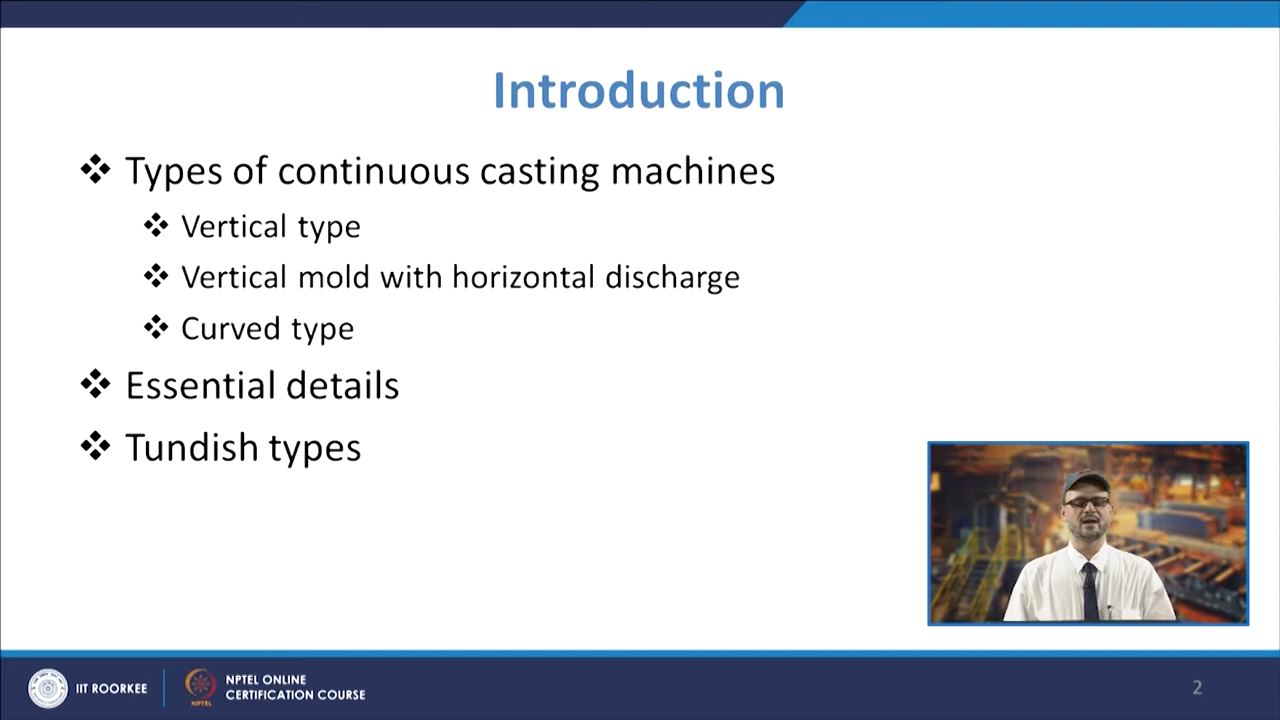 Introduction
❖ Types of continuous casting machines
❖ Vertical type
❖ Vertical mold with horizontal discharge
❖ Curved type
❖ Essential details
❖ Tundish types
IIT ROORKEE
NPTEL
NPTEL ONLINE
CERTIFICATION COURSE
2